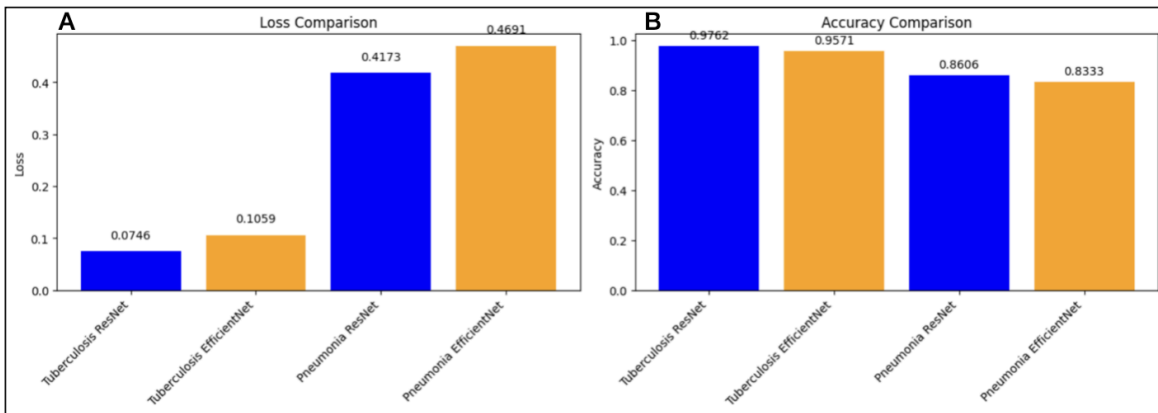 A
Loss Comparison
0.4691
0.4173
0.1059
0.0746
0.4
0.3
0.2
0.1
0.0
Loss
Tuberculosis ResNet
Tuberculosis EfficientNet
Pneumonia ResNet
Pneumonia EfficientNet
B
Accuracy Comparison
0.9762
0.9571
0.8606
0.8333
1.0
0.8
0.6
0.4
0.2
0.0
Accuracy
Tuberculosis ResNet
Tuberculosis EfficientNet
Pneumonia ResNet
Pneumonia EfficientNet